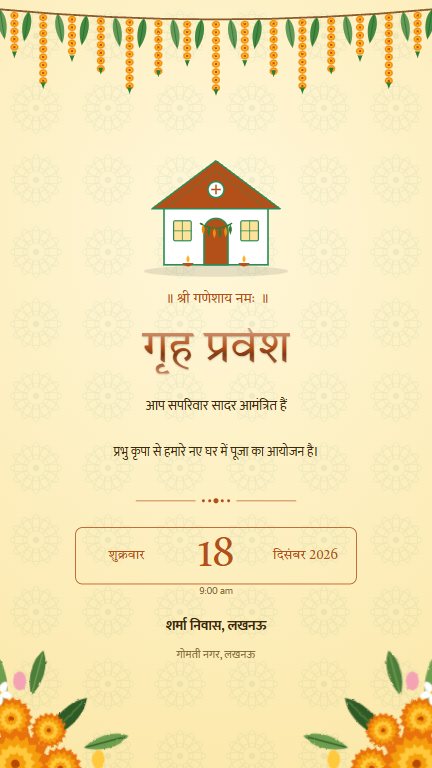 ॥ श्री गणेशाय नमः ॥
गृह प्रवेश
आप सपरिवार सादर आमंत्रित हैं
प्रभु कृपा से हमारे नए घर में पूजा का आयोजन है।
शुक्रवार 18 दिसंबर 2026
9:00 am
शर्मा निवास, लखनऊ
गोमती नगर, लखनऊ